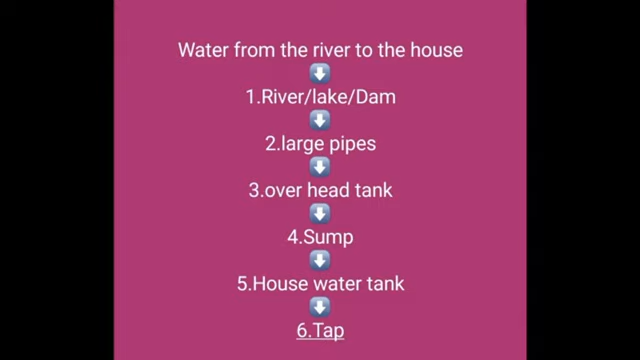 Water from the river to the house
⬇
1.River/lake/Dam
⬇
2.large pipes
⬇
3.over head tank
⬇
4.Sump
⬇
5.House water tank
⬇
6.Tap